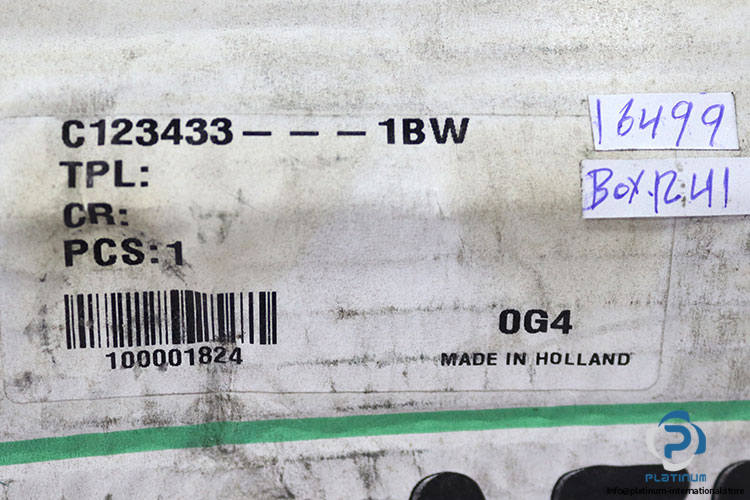 C123433- - - 1BW
TPL:
CR:
PCS:1
100001824
0G4
MADE IN HOLLAND
16499
Box.12.41
PLATINUM
info@platinum-international.store